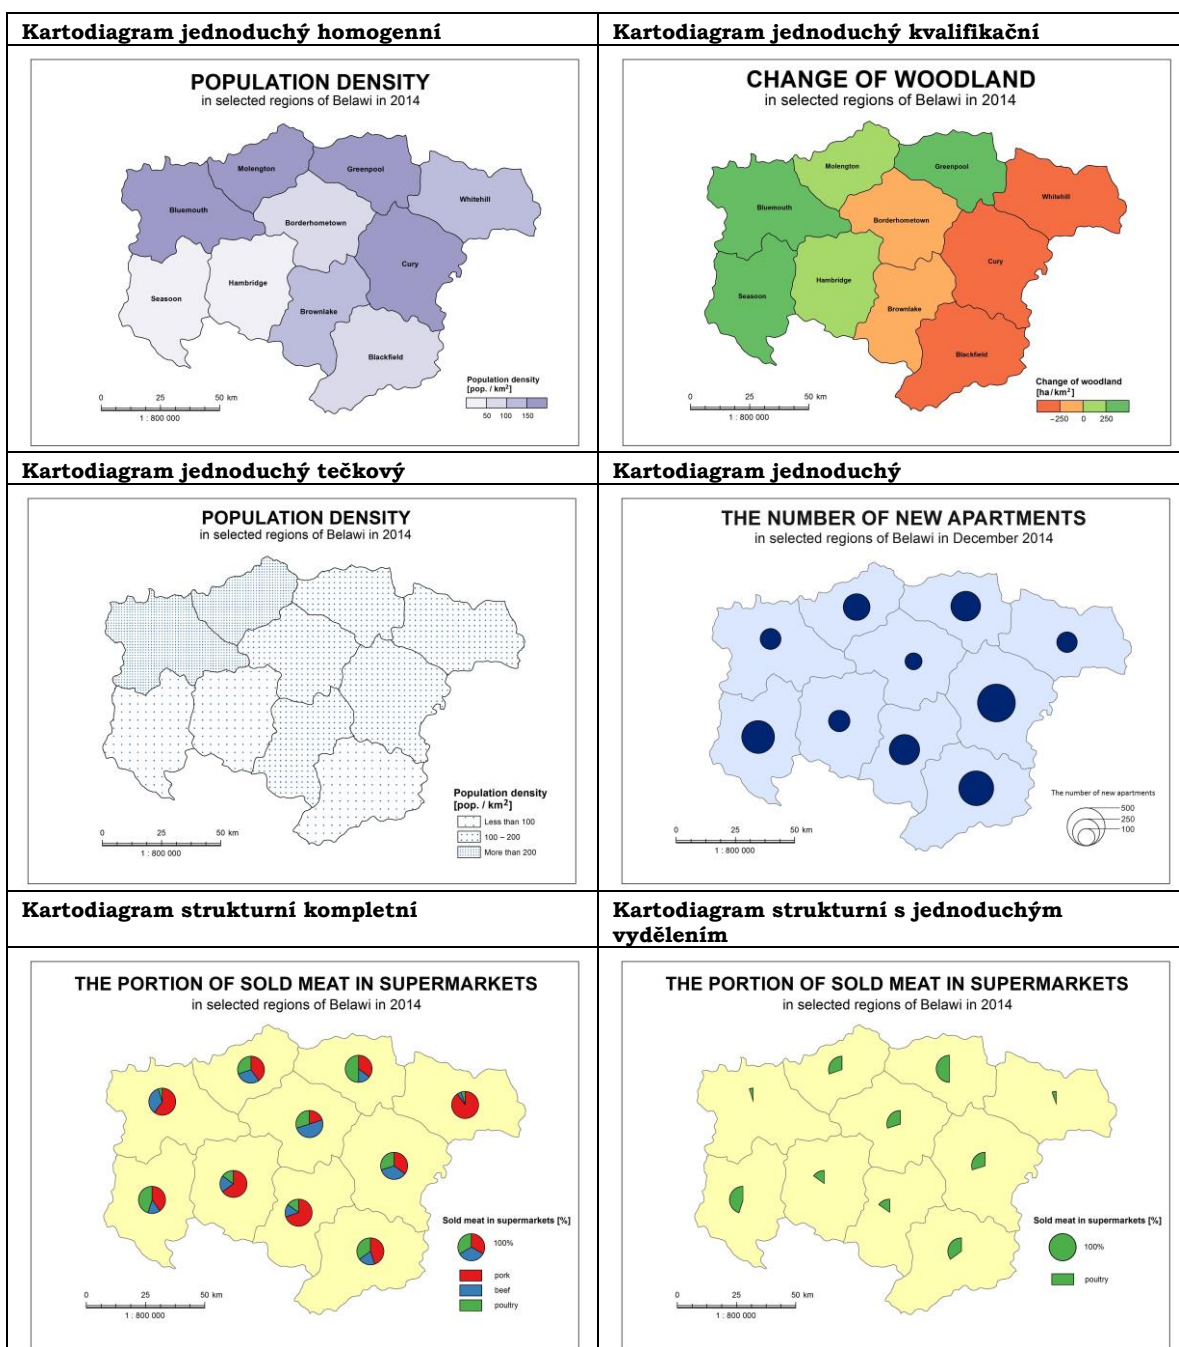 Kartodiagram jednoduchý homogenní
Kartodiagram jednoduchý kvalifikační
POPULATION DENSITY
in selected regions of Belawi in 2014
Molengton
Greenpool
Whitehill
Bluemouth
Borderhometown
Cury
Hambridge
Seasoon
Brownlake
Blackfield
Population density
[pop. / km²]
50 100 150
0 25 50 km
1 : 800 000
CHANGE OF WOODLAND
in selected regions of Belawi in 2014
Molengton
Greenpool
Whitehill
Bluemouth
Borderhometown
Cury
Hambridge
Seasoon
Brownlake
Blackfield
Change of woodland
[ha/km²]
−250 0 250
0 25 50 km
1 : 800 000
Kartodiagram jednoduchý tečkový
Kartodiagram jednoduchý
POPULATION DENSITY
in selected regions of Belawi in 2014
Population density
[pop. / km²]
Less than 100
100 – 200
More than 200
0 25 50 km
1 : 800 000
THE NUMBER OF NEW APARTMENTS
in selected regions of Belawi in December 2014
The number of new apartments
500
250
100
0 25 50 km
1 : 800 000
Kartodiagram strukturní kompletní
Kartodiagram strukturní s jednoduchým
vydělením
THE PORTION OF SOLD MEAT IN SUPERMARKETS
in selected regions of Belawi in 2014
Sold meat in supermarkets [%]
100%
pork
beef
poultry
0 25 50 km
1 : 800 000
THE PORTION OF SOLD MEAT IN SUPERMARKETS
in selected regions of Belawi in 2014
Sold meat in supermarkets [%]
100%
poultry
0 25 50 km
1 : 800 000